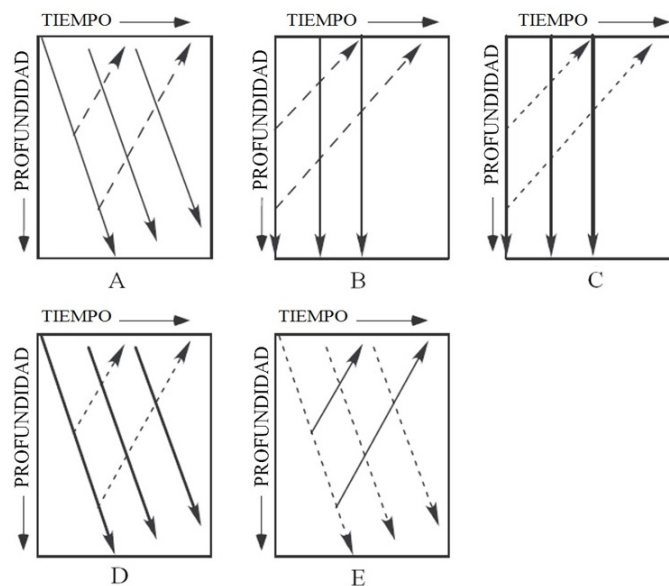 TIEMPO
PROFUNDIDAD
A
TIEMPO
PROFUNDIDAD
B
TIEMPO
PROFUNDIDAD
C
TIEMPO
PROFUNDIDAD
D
TIEMPO
PROFUNDIDAD
E